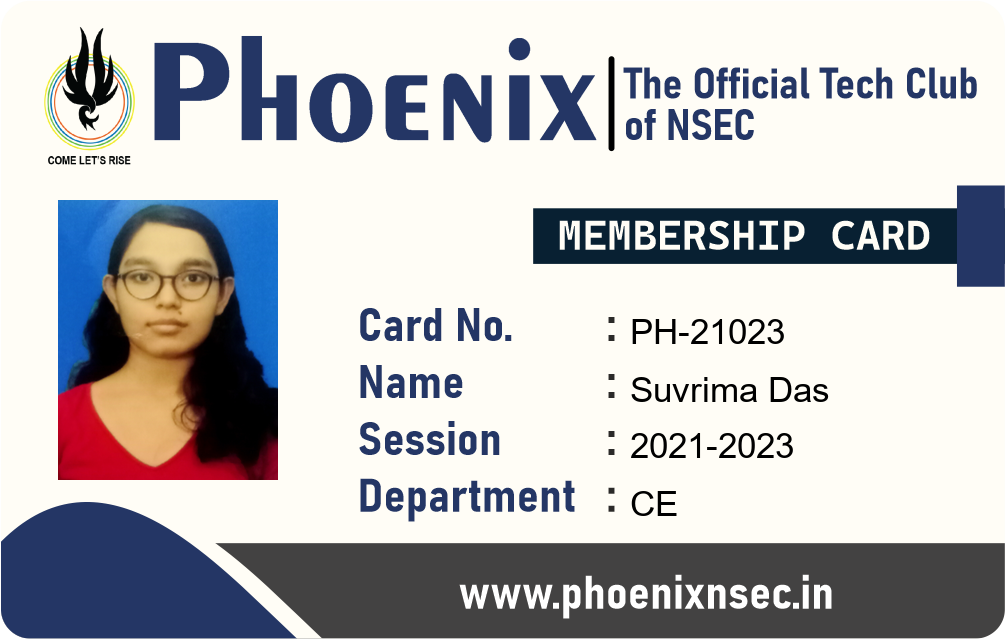 COME LET'S RISE
PHOENIX
The Official Tech Club
of NSEC
MEMBERSHIP CARD
Card No. : PH-21023
Name : Suvrima Das
Session : 2021-2023
Department : CE
www.phoenixnsec.in